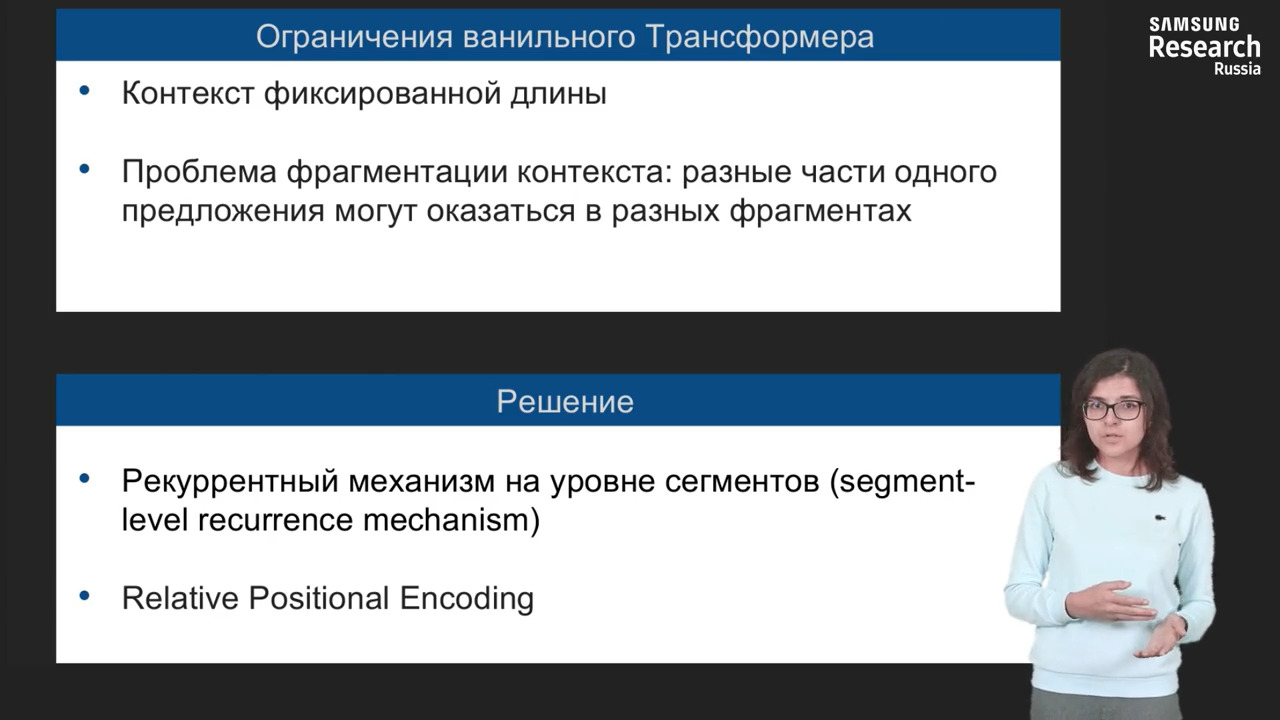 Ограничения ванильного Трансформера
SAMSUNG
Research
Russia
• Контекст фиксированной длины
• Проблема фрагментации контекста: разные части одного
предложения могут оказаться в разных фрагментах
Решение
• Рекуррентный механизм на уровне сегментов (segment-
level recurrence mechanism)
• Relative Positional Encoding